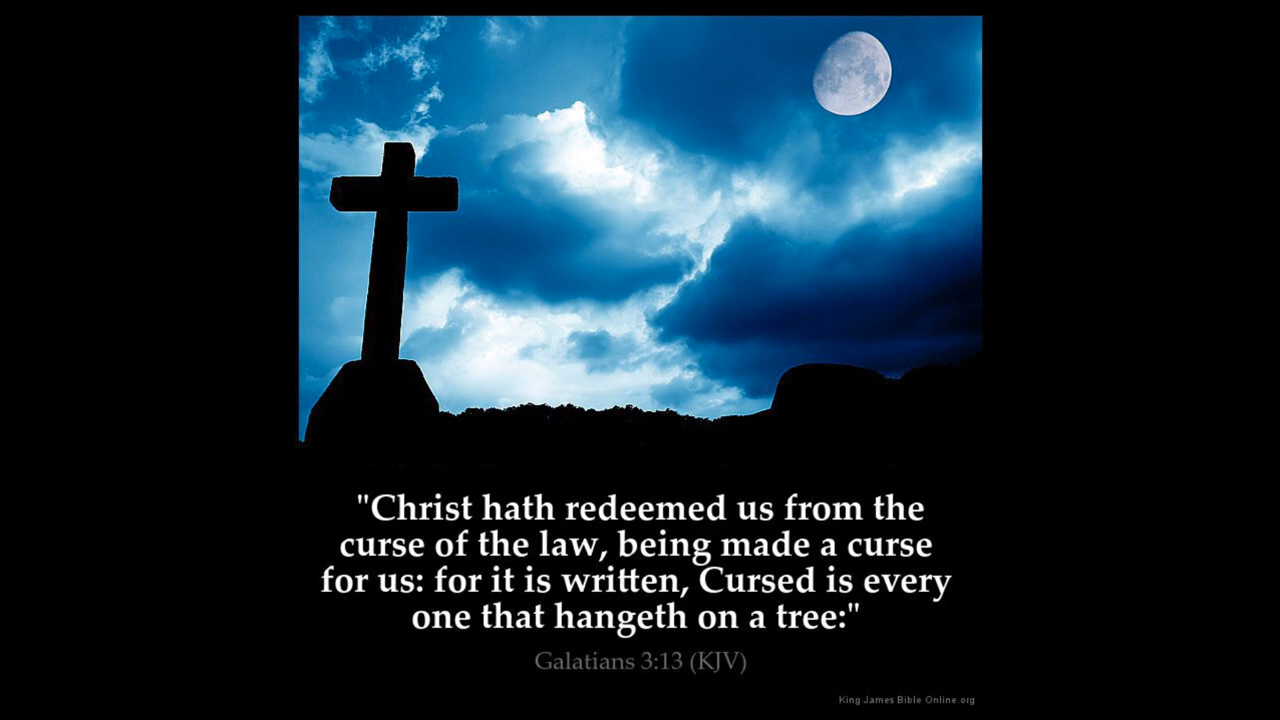 "Christ hath redeemed us from the
curse of the law, being made a curse
for us: for it is written, Cursed is every
one that hangeth on a tree:"
Galatians 3:13 (KJV)
King James Bible Online.org